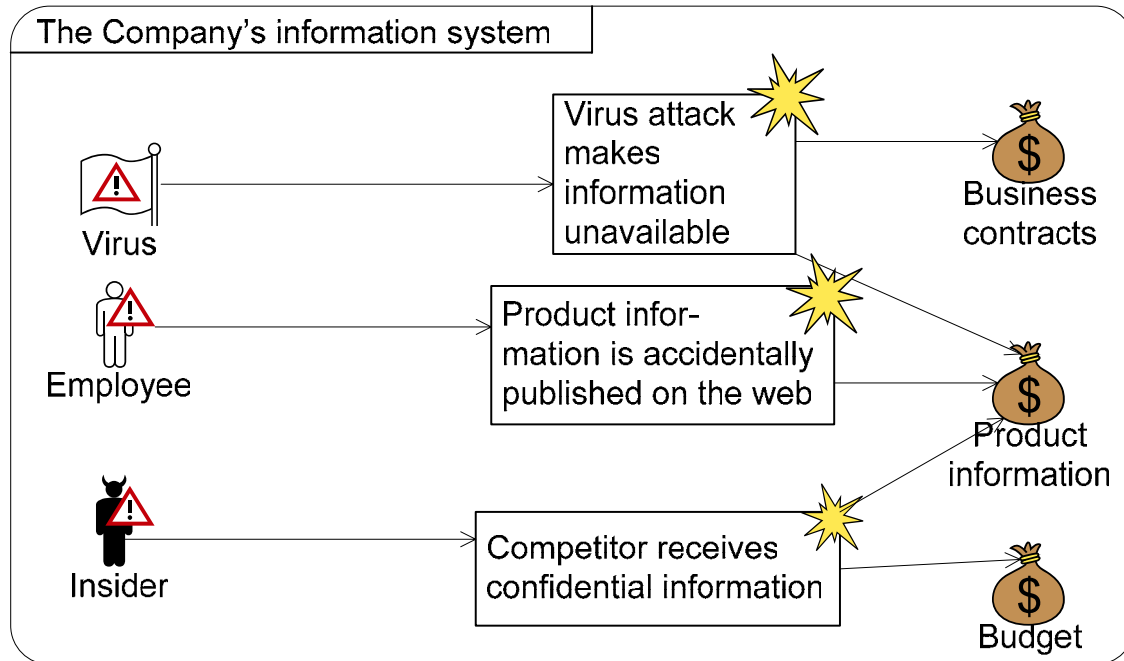 The Company's information system
Virus attack
makes
information
unavailable
$
Business
contracts
!
Virus
!
Employee
Product infor-
mation is accidentally
published on the web
$
Product
information
!
Insider
Competitor receives
confidential information
$
Budget